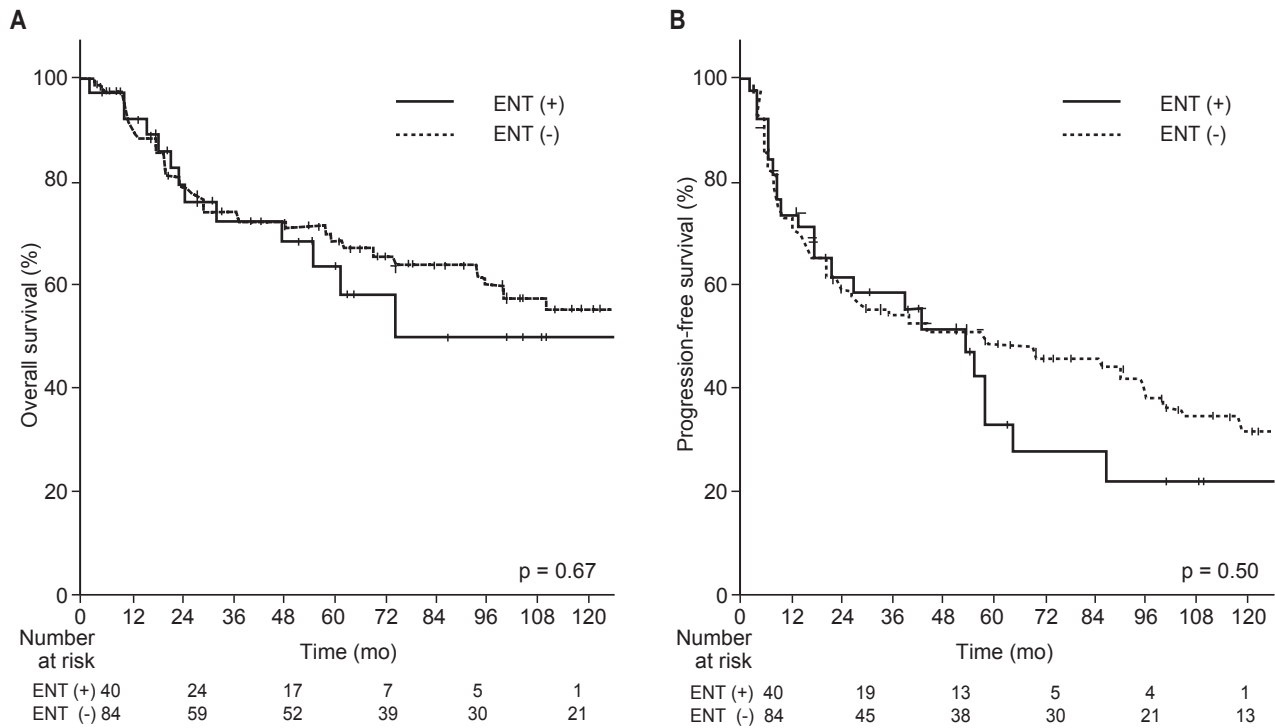 A
Overall survival (%)
100
80
60
40
20
0
ENT (+)
ENT (-)
p = 0.67
0 12 24 36 48 60 72 84 96 108 120
Time (mo)
Number
at risk
ENT (+) 40 24 17 7 5 1
ENT (-) 84 59 52 39 30 21
B
Progression-free survival (%)
100
80
60
40
20
0
ENT (+)
ENT (-)
p = 0.50
0 12 24 36 48 60 72 84 96 108 120
Time (mo)
Number
at risk
ENT (+) 40 19 13 5 4 1
ENT (-) 84 45 38 30 21 13